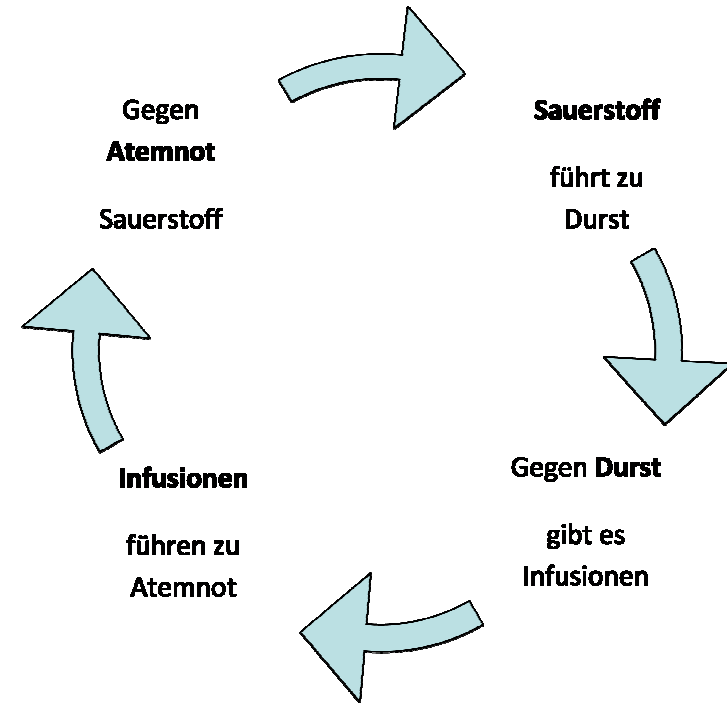 Gegen
Atemnot
Sauerstoff
Sauerstoff
führt zu
Durst
Gegen Durst
gibt es
Infusionen
Infusionen
führen zu
Atemnot